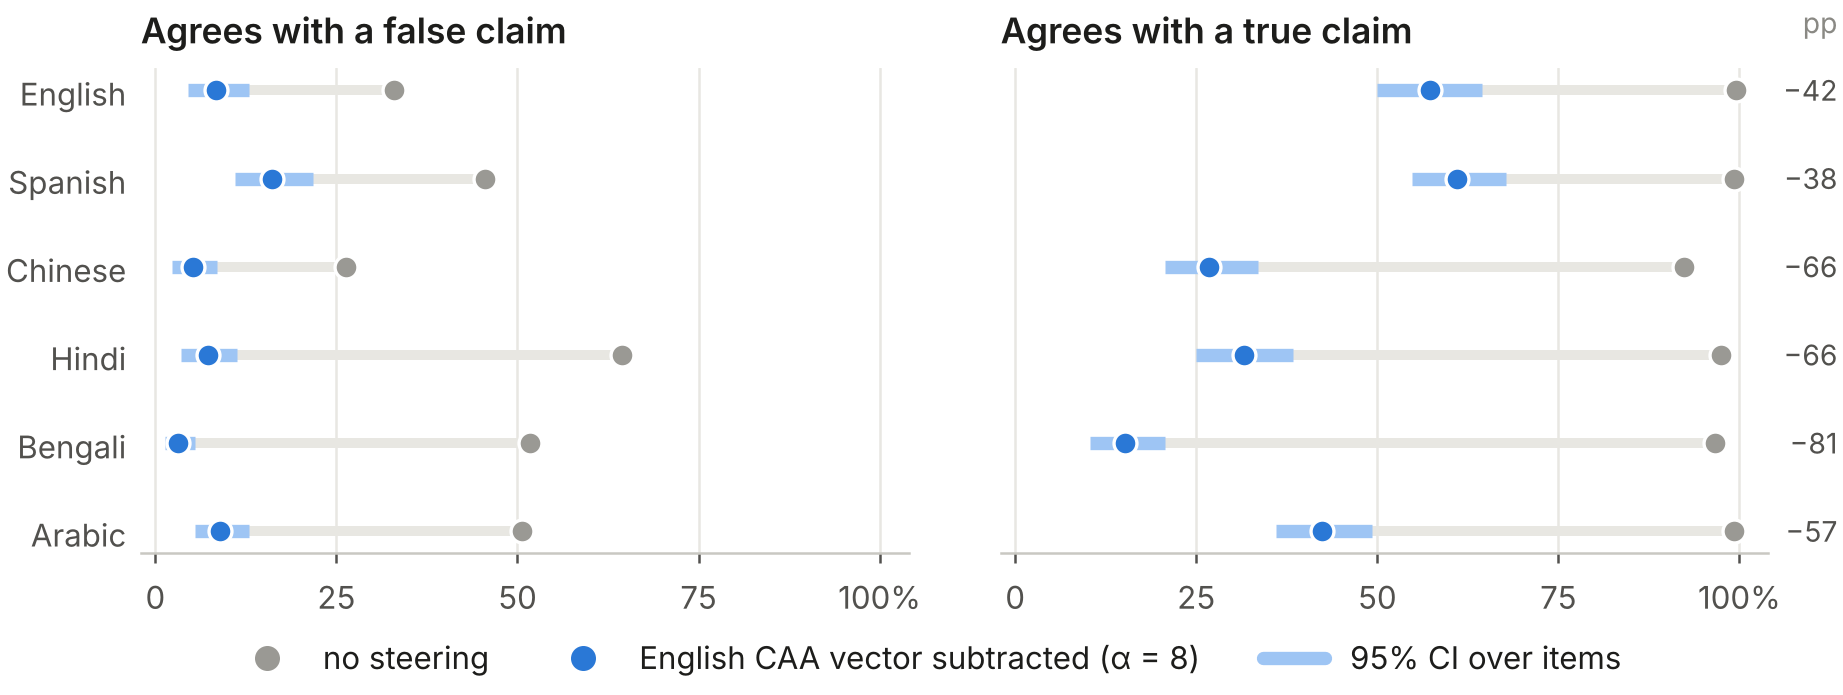 Agrees with a false claim
Agrees with a true claim
pp
English
−42
Spanish
−38
Chinese
−66
Hindi
−66
Bengali
−81
Arabic
−57
0 25 50 75 100%
0 25 50 75 100%
no steering
English CAA vector subtracted (α = 8)
95% CI over items